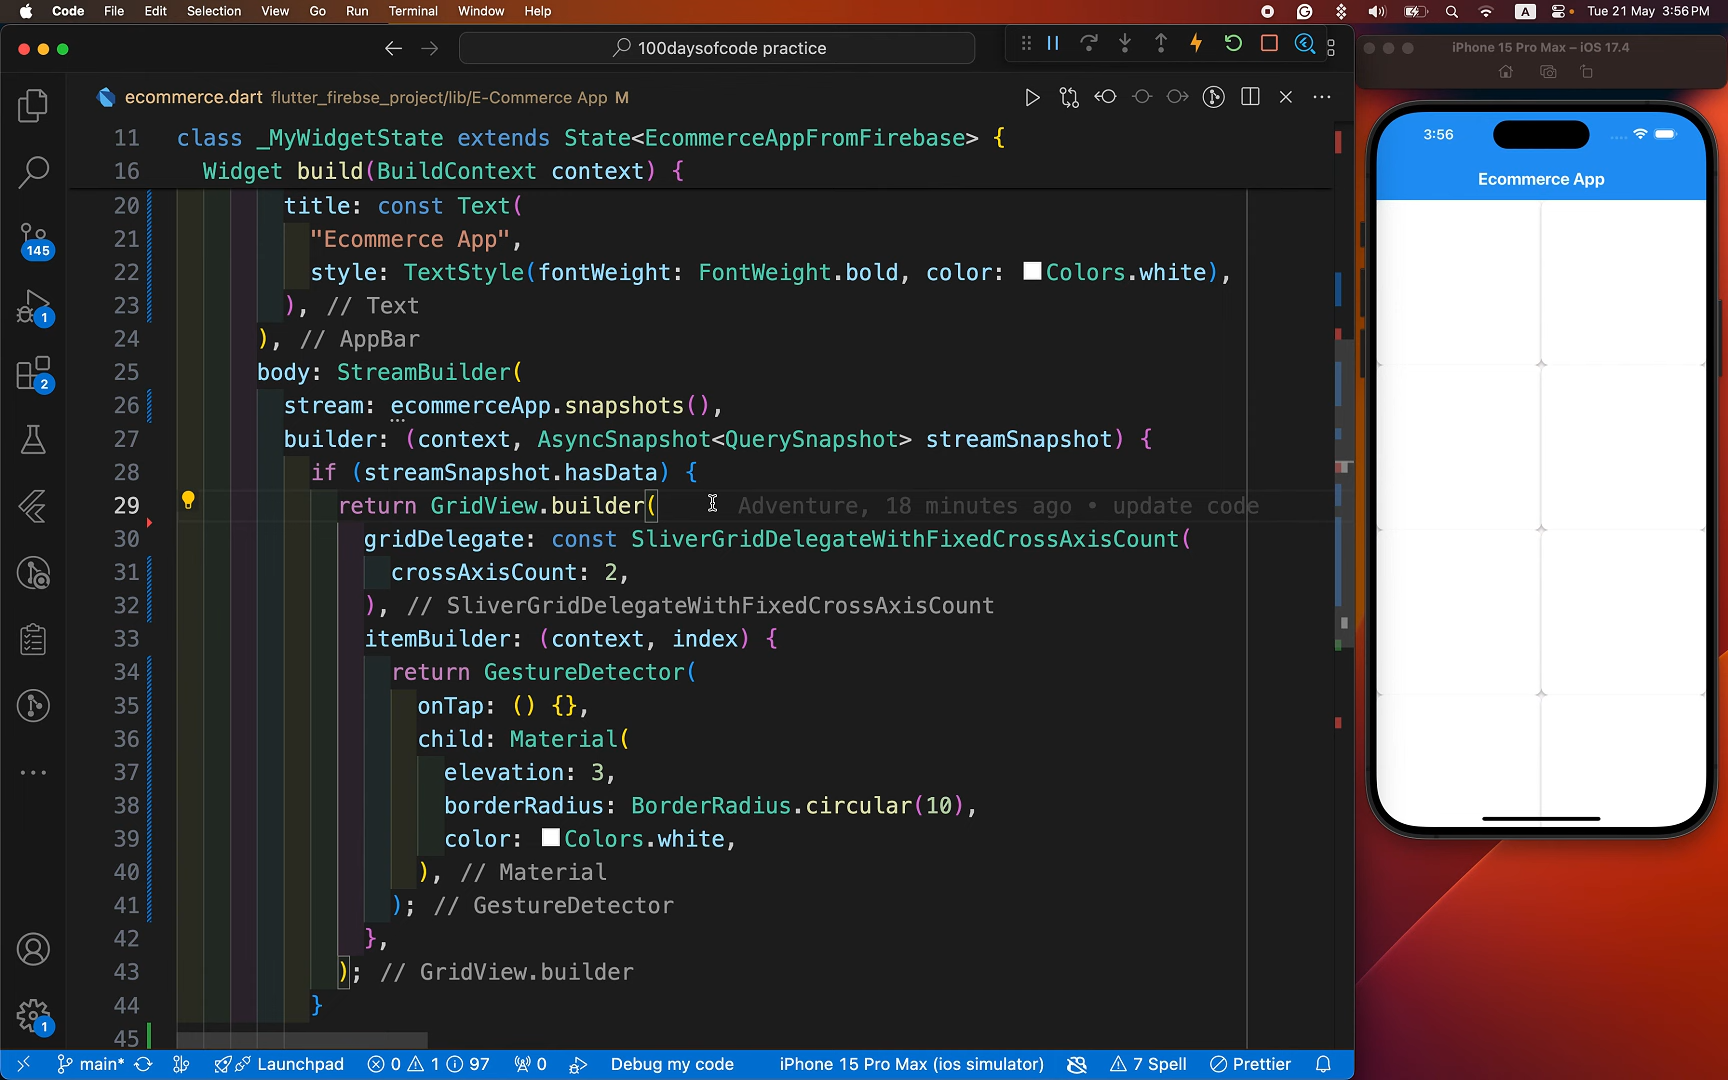 Code File Edit Selection View Go Run Terminal Window Help A Tue 21 May 3:56 PM
100daysofcode practice
iPhone 15 Pro Max – iOS 17.4
ecommerce.dart flutter_firebse_project/lib/E-Commerce App M
11 class _MyWidgetState extends State<EcommerceAppFromFirebase> {
16 Widget build(BuildContext context) {
20 title: const Text(
21 "Ecommerce App",
22 style: TextStyle(fontWeight: FontWeight.bold, color: Colors.white),
23 ), // Text
24 ), // AppBar
25 body: StreamBuilder(
26 stream: ecommerceApp.snapshots(),
27 builder: (context, AsyncSnapshot<QuerySnapshot> streamSnapshot) {
28 if (streamSnapshot.hasData) {
29 return GridView.builder( Adventure, 18 minutes ago • update code
30 gridDelegate: const SliverGridDelegateWithFixedCrossAxisCount(
31 crossAxisCount: 2,
32 ), // SliverGridDelegateWithFixedCrossAxisCount
33 itemBuilder: (context, index) {
34 return GestureDetector(
35 onTap: () {},
36 child: Material(
37 elevation: 3,
38 borderRadius: BorderRadius.circular(10),
39 color: Colors.white,
40 ), // Material
41 ); // GestureDetector
42 },
43 ); // GridView.builder
44 }
45
145
1
2
1
3:56
Ecommerce App
main* Launchpad 0 1 97 0 Debug my code iPhone 15 Pro Max (ios simulator) 7 Spell Prettier